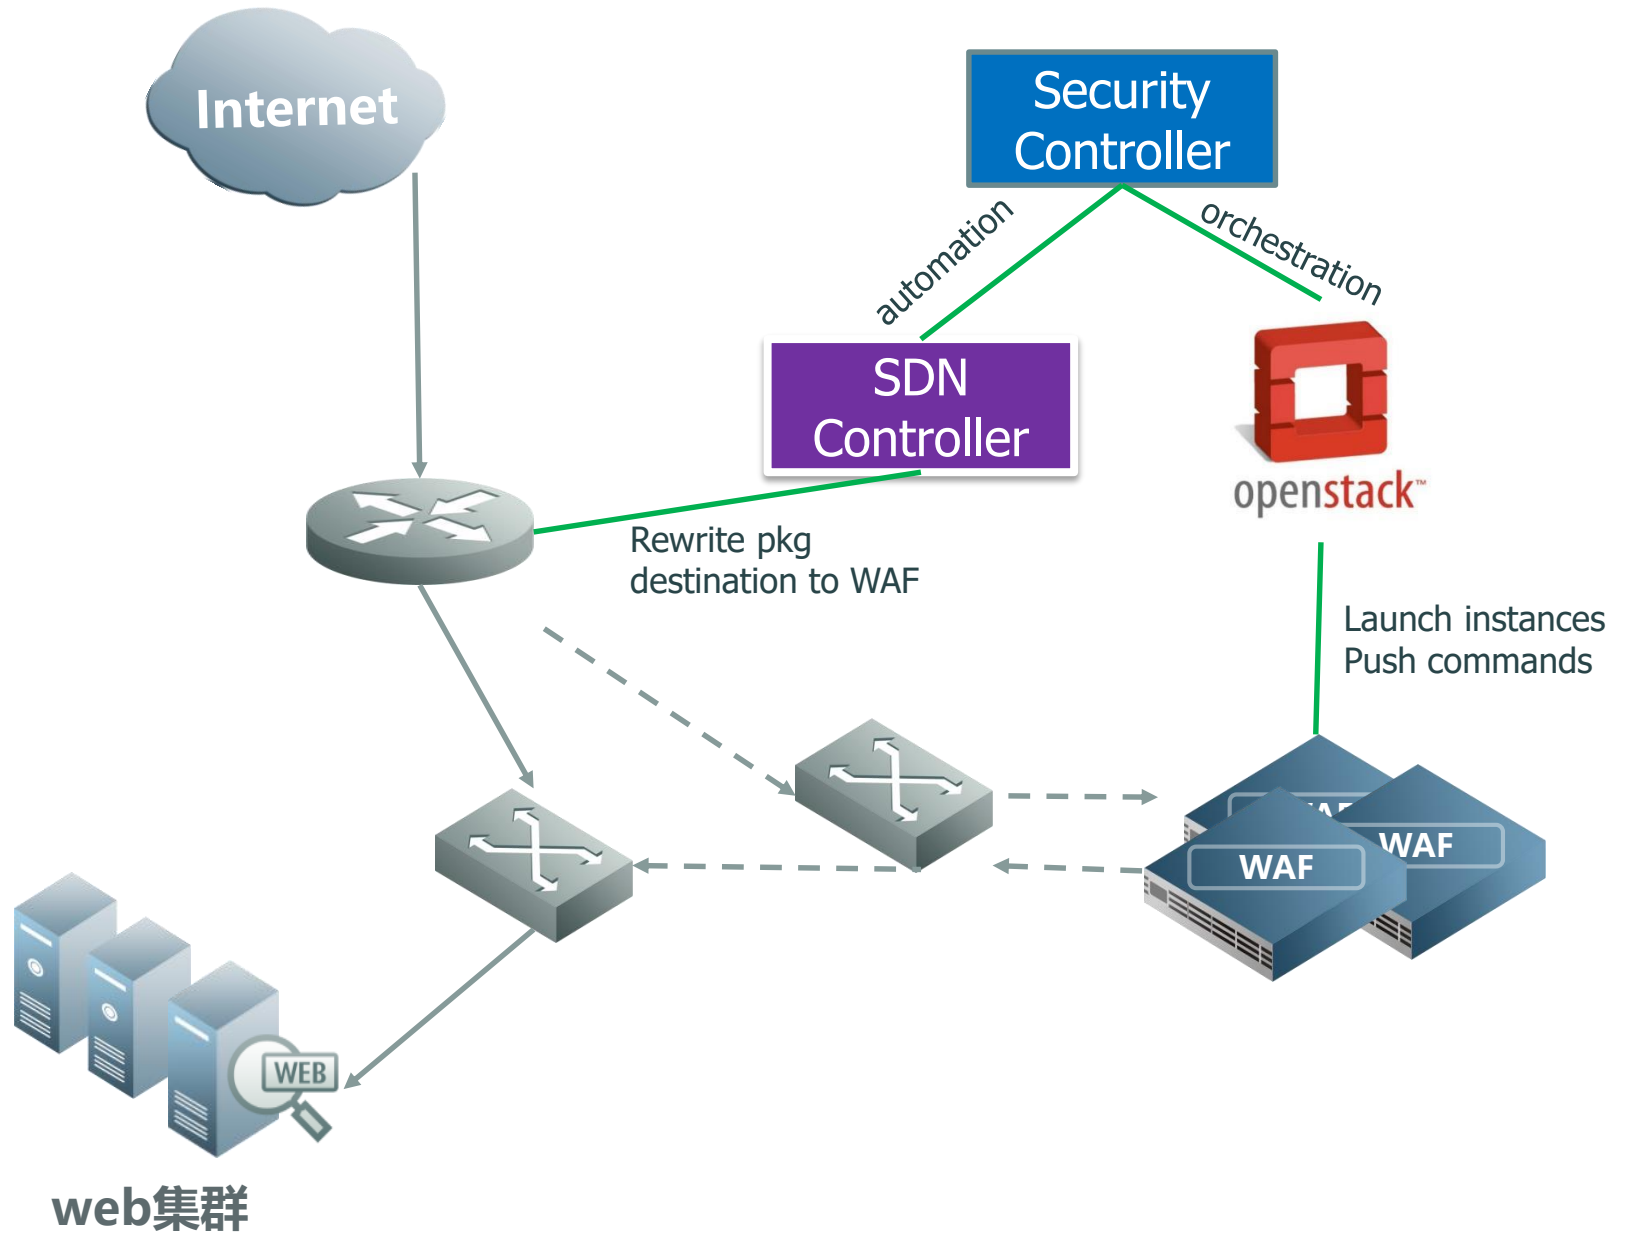 Internet
Security
Controller
automation
orchestration
SDN
Controller
openstack™
Rewrite pkg
destination to WAF
Launch instances
Push commands
WAF
WAF
WEB
web集群